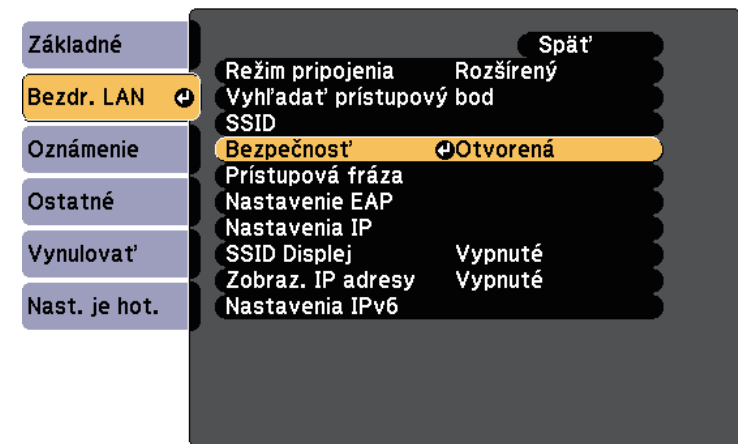 Základné
Bezdr. LAN
Oznámenie
Ostatné
Vynulovať
Nast. je hot.
Späť
Režim pripojenia Rozšírený
Vyhľadať prístupový bod
SSID
Bezpečnosť Otvorená
Prístupová fráza
Nastavenie EAP
Nastavenia IP
SSID Displej Vypnuté
Zobraz. IP adresy Vypnuté
Nastavenia IPv6